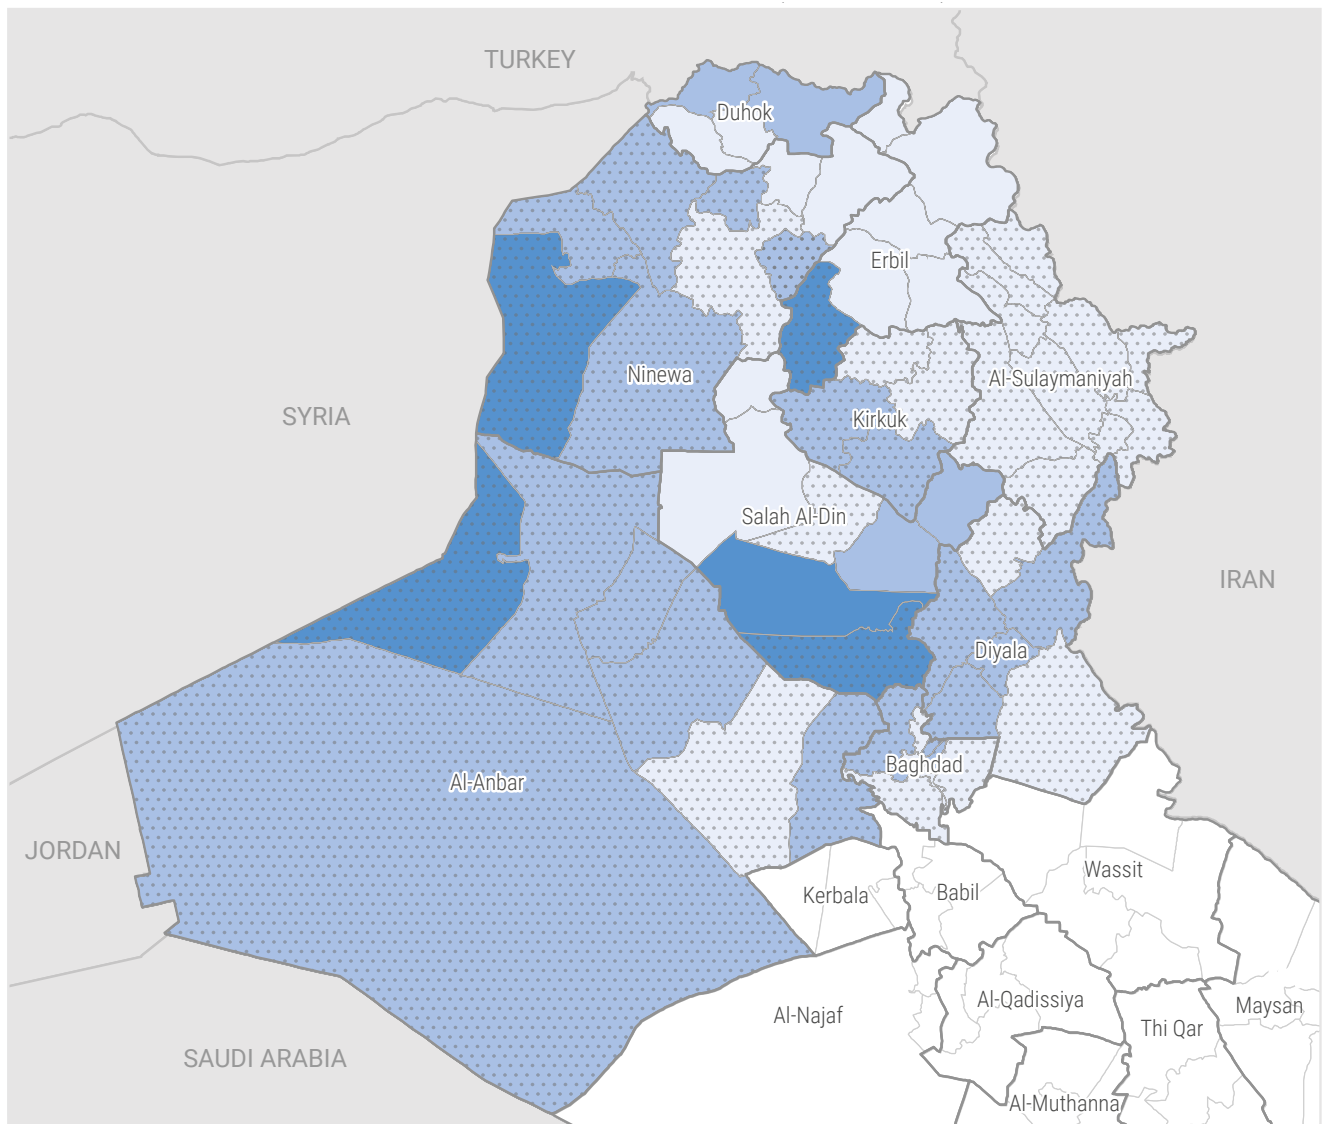 TURKEY
Duhok
Erbil
Ninewa
Al-Sulaymaniyah
SYRIA
Kirkuk
Salah Al-Din
IRAN
Diyala
Baghdad
Al-Anbar
JORDAN
Wassit
Kerbala
Babil
Al-Qadissiya
Maysan
Al-Najaf
Thi Qar
SAUDI ARABIA
Al-Muthanna